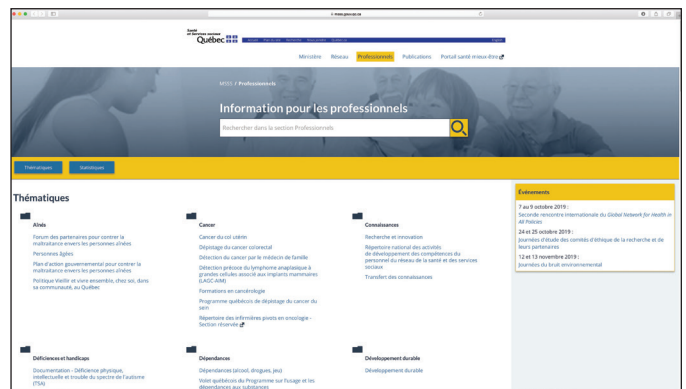 msss.gouv.qc.ca
Santé
et Services sociaux
Québec
Accueil Plan du site Nous joindre Québec.ca English
Ministère Réseau Professionnels Publications Portail santé mieux-être
MSSS / Professionnels
Information pour les professionnels
Rechercher dans la section Professionnels
Thématiques Statistiques
Thématiques
Aînés
Forum des partenaires pour contrer la
maltraitance envers les personnes aînées
Personnes âgées
Plan d'action gouvernemental pour contrer la
maltraitance envers les personnes aînées
Politique Vieillir et vivre ensemble, chez soi, dans
sa communauté, au Québec
Cancer
Cancer du col utérin
Dépistage du cancer colorectal
Détection du cancer par le médecin de famille
Détection précoce du lymphome anaplasique à
grandes cellules associé aux implants mammaires
(LAGC-AIM)
Formations en cancérologie
Programme québécois de dépistage du cancer du
sein
Répertoire des infirmières pivots en oncologie -
Section réservée
Connaissances
Recherche et innovation
Répertoire national des activités
de développement des compétences du
personnel du réseau de la santé et des services
sociaux
Transfert des connaissances
Évènements
7 au 9 octobre 2019 :
Seconde rencontre internationale du Global Network for Health in
All Policies
24 et 25 octobre 2019 :
Journées d'étude des comités d'éthique de la recherche et de
leurs partenaires
12 et 13 novembre 2019 :
Journées du bruit environnemental
Déficiences et handicaps
Documentation - Déficience physique,
intellectuelle et trouble du spectre de l'autisme
(TSA)
Dépendances
Dépendances (alcool, drogues, jeu)
Volet québécois du Programme sur l'usage et les
dépendances aux substances
Développement durable
Développement durable